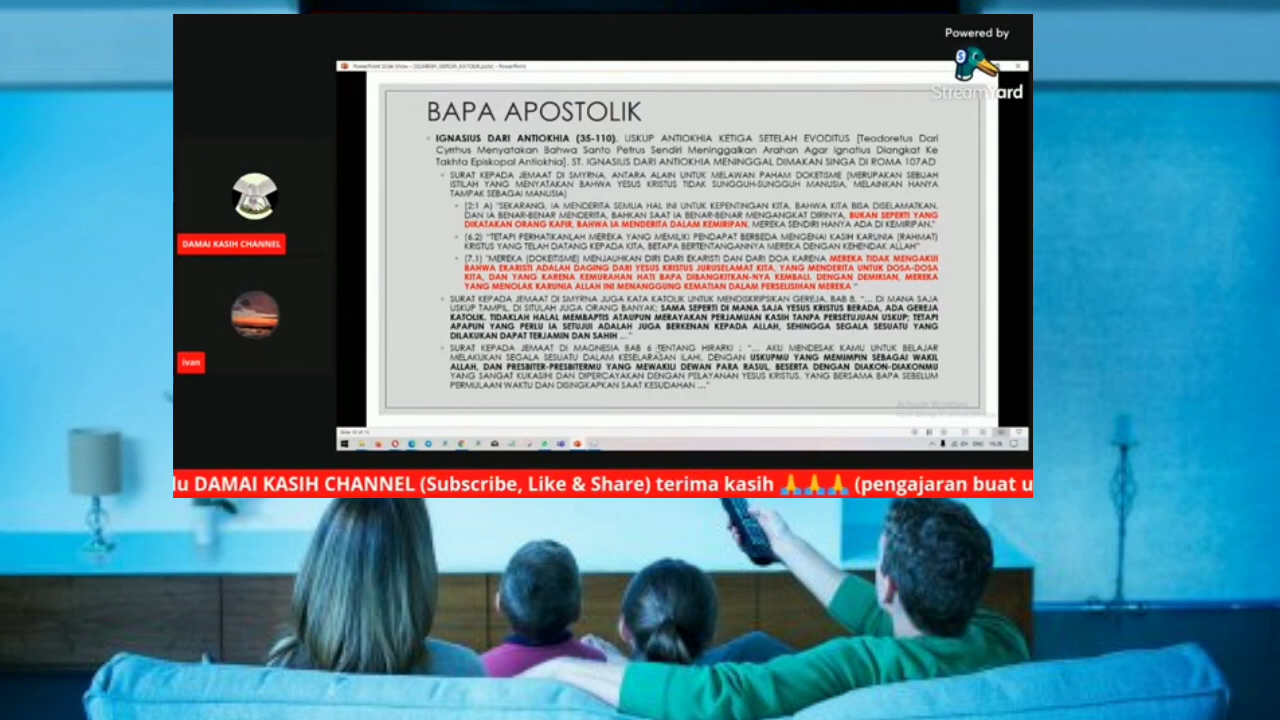 Powered by
StreamYard
PowerPoint Slide Show - [SEJARAH_GEREJA_KATOLIK.pptx] - PowerPoint
BAPA APOSTOLIK
IGNASIUS DARI ANTIOKHIA (35-110), USKUP ANTIOKHIA KETIGA SETELAH EVODITUS [Teodoretus Dari
Cyrrhus Menyatakan Bahwa Santo Petrus Sendiri Meninggalkan Arahan Agar Ignatius Diangkat Ke
Takhta Episkopal Antiokhia]. ST. IGNASIUS DARI ANTIOKHIA MENINGGAL DIMAKAN SINGA DI ROMA 107AD
SURAT KEPADA JEMAAT DI SMYRNA, ANTARA ALAIN UNTUK MELAWAN PAHAM DOKETISME (MERUPAKAN SEBUAH
ISTILAH YANG MENYATAKAN BAHWA YESUS KRISTUS TIDAK SUNGGUH-SUNGGUH MANUSIA, MELAINKAN HANYA
TAMPAK SEBAGAI MANUSIA)
(2:1 A) "SEKARANG, IA MENDERITA SEMUA HAL INI UNTUK KEPENTINGAN KITA, BAHWA KITA BISA DISELAMATKAN.
DAN IA BENAR-BENAR MENDERITA, BAHKAN SAAT IA BENAR-BENAR MENGANGKAT DIRINYA, BUKAN SEPERTI YANG
DIKATAKAN ORANG KAFIR, BAHWA IA MENDERITA DALAM KEMIRIPAN, MEREKA SENDIRI HANYA ADA DI KEMIRIPAN."
(6.2) "TETAPI PERHATIKANLAH MEREKA YANG MEMILIKI PENDAPAT BERBEDA MENGENAI KASIH KARUNIA (RAHMAT)
KRISTUS YANG TELAH DATANG KEPADA KITA, BETAPA BERTENTANGANNYA MEREKA DENGAN KEHENDAK ALLAH"
(7.1) "MEREKA (DOKEITISME) MENJAUHKAN DIRI DARI EKARISTI DAN DARI DOA KARENA MEREKA TIDAK MENGAKUI
BAHWA EKARISTI ADALAH DAGING DARI YESUS KRISTUS JURUSELAMAT KITA, YANG MENDERITA UNTUK DOSA-DOSA
KITA, DAN YANG KARENA KEMURAHAN HATI BAPA DIBANGKITKAN-NYA KEMBALI. DENGAN DEMIKIAN, MEREKA
YANG MENOLAK KARUNIA ALLAH INI MENANGGUNG KEMATIAN DALAM PERSELISIHAN MEREKA "
SURAT KEPADA JEMAAT DI SMYRNA JUGA KATA KATOLIK UNTUK MENDISKRIPSIKAN GEREJA, BAB 8, "... DI MANA SAJA
USKUP TAMPIL, DI SITULAH JUGA ORANG BANYAK; SAMA SEPERTI DI MANA SAJA YESUS KRISTUS BERADA, ADA GEREJA
KATOLIK. TIDAKLAH HALAL MEMBAPTIS ATAUPUN MERAYAKAN PERJAMUAN KASIH TANPA PERSETUJUAN USKUP; TETAPI
APAPUN YANG PERLU IA SETUJUI ADALAH JUGA BERKENAN KEPADA ALLAH, SEHINGGA SEGALA SESUATU YANG
DILAKUKAN DAPAT TERJAMIN DAN SAHIH ..."
SURAT KEPADA JEMAAT DI MAGNESIA BAB 6 TENTANG HIRARKI : "... AKU MENDESAK KAMU UNTUK BELAJAR
MELAKUKAN SEGALA SESUATU DALAM KESELARASAN ILAHI, DENGAN USKUPMU YANG MEMIMPIN SEBAGAI WAKIL
ALLAH, DAN PRESBITER-PRESBITERMU YANG MEWAKILI DEWAN PARA RASUL, BESERTA DENGAN DIAKON-DIAKONMU
YANG SANGAT KUKASIHI DAN DIPERCAYAKAN DENGAN PELAYANAN YESUS KRISTUS, YANG BERSAMA BAPA SEBELUM
PERMULAAN WAKTU DAN DISINGKAPKAN SAAT KESUDAHAN ..."
Activate Windows
DAMAI KASIH CHANNEL
ivan
lu DAMAI KASIH CHANNEL (Subscribe, Like & Share) terima kasih 🙏🙏🙏 (pengajaran buat u